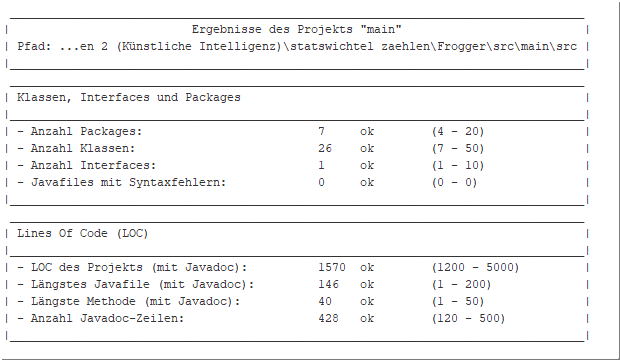 Ergebnisse des Projekts "main"
Pfad: ...en 2 (Künstliche Intelligenz)\statswichtel zaehlen\Frogger\src\main\src
Klassen, Interfaces und Packages
- Anzahl Packages: 7 ok (4 - 20)
- Anzahl Klassen: 26 ok (7 - 50)
- Anzahl Interfaces: 1 ok (1 - 10)
- Javafiles mit Syntaxfehlern: 0 ok (0 - 0)
Lines Of Code (LOC)
- LOC des Projekts (mit Javadoc): 1570 ok (1200 - 5000)
- Längstes Javafile (mit Javadoc): 146 ok (1 - 200)
- Längste Methode (mit Javadoc): 40 ok (1 - 50)
- Anzahl Javadoc-Zeilen: 428 ok (120 - 500)